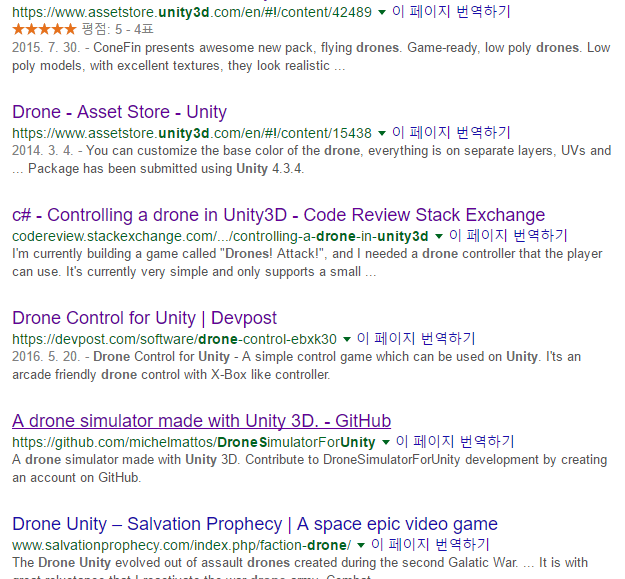 https://www.assetstore.unity3d.com/en/#!/content/42489 이 페이지 번역하기
평점: 5 - 4표
2015. 7. 30. - ConeFin presents awesome new pack, flying drones. Game-ready, low poly drones. Low
poly models, with excellent textures, they look realistic ...
Drone - Asset Store - Unity
https://www.assetstore.unity3d.com/en/#!/content/15438 이 페이지 번역하기
2014. 3. 4. - You can customize the base color of the drone, everything is on separate layers, UVs and
... Package has been submitted using Unity 4.3.4.
c# - Controlling a drone in Unity3D - Code Review Stack Exchange
codereview.stackexchange.com/.../controlling-a-drone-in-unity3d 이 페이지 번역하기
I'm currently building a game called "Drones! Attack!", and I needed a drone controller that the player
can use. It's currently very simple and only supports a small ...
Drone Control for Unity | Devpost
https://devpost.com/software/drone-control-ebxk30 이 페이지 번역하기
2016. 5. 20. - Drone Control for Unity - A simple control game which can be used on Unity. I'ts an
arcade friendly drone control with X-Box like controller.
A drone simulator made with Unity 3D. - GitHub
https://github.com/michelmattos/DroneSimulatorForUnity 이 페이지 번역하기
A drone simulator made with Unity 3D. Contribute to DroneSimulatorForUnity development by creating
an account on GitHub.
Drone Unity – Salvation Prophecy | A space epic video game
www.salvationprophecy.com/index.php/faction-drone/ 이 페이지 번역하기
The Drone Unity evolved out of assault drones created during the second Galatic War. ... It is with
great reluctance that I reactivate the war drone army. Combat